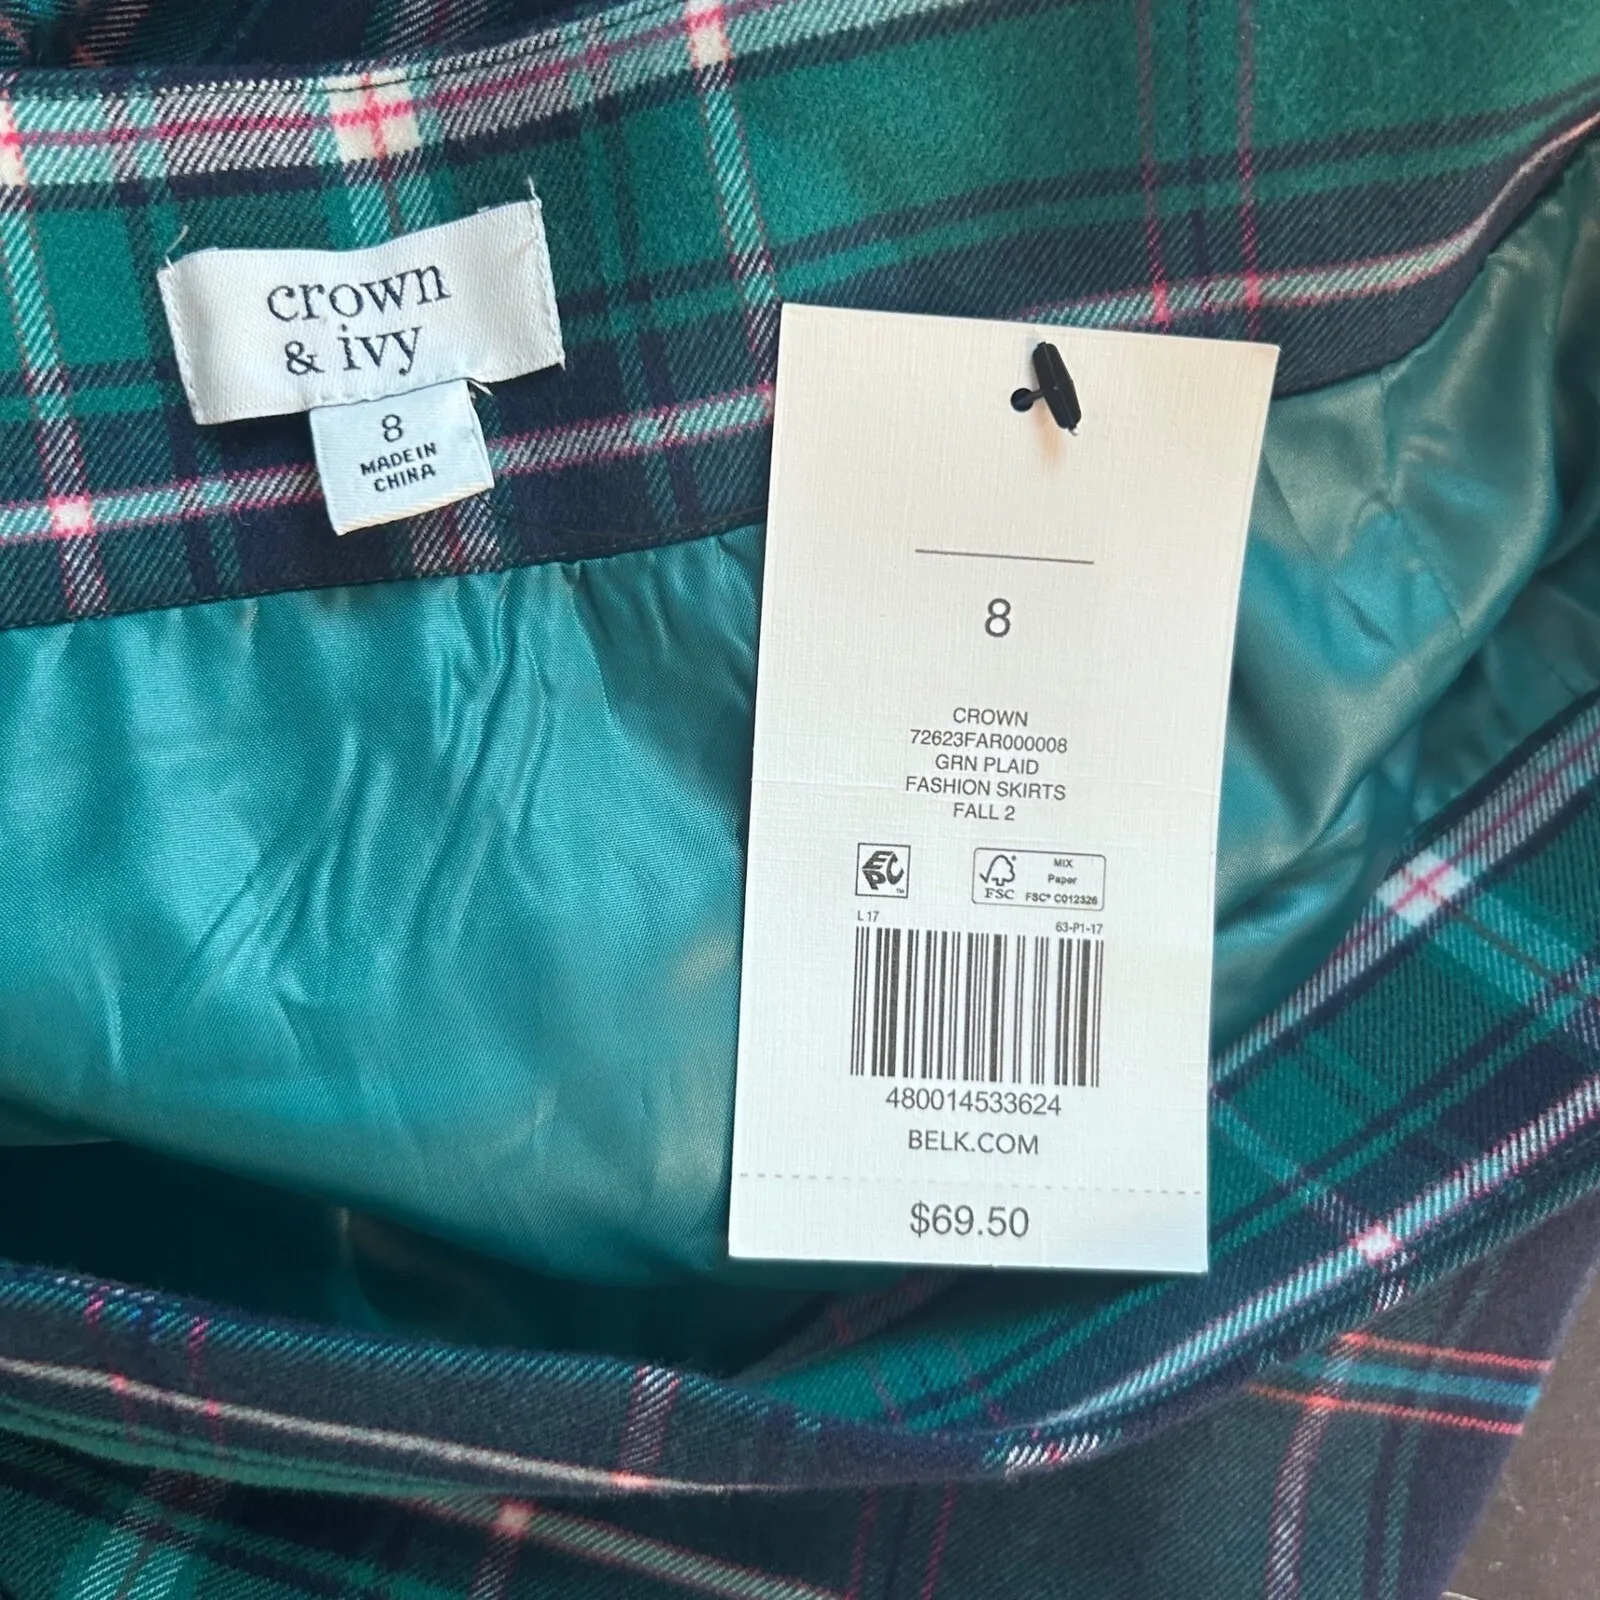 crown
& ivy
8
MADE IN
CHINA
8
CROWN
72623FAR000008
GRN PLAID
FASHION SKIRTS
FALL 2
EPC™
FSC
MIX
Paper
FSC® C012326
L 17
63-P1-17
480014533624
BELK.COM
$69.50